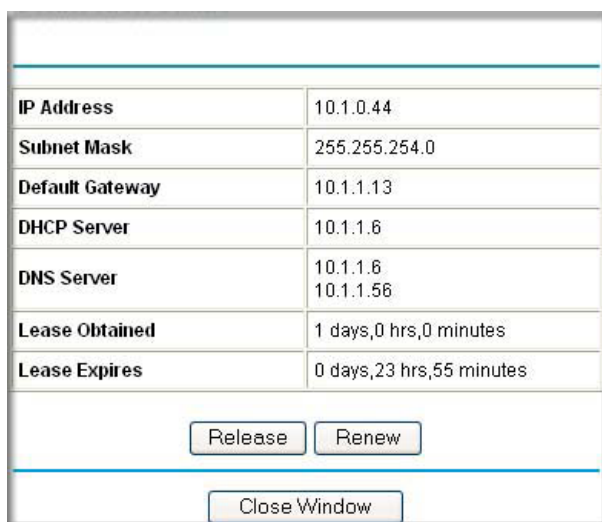 IP Address 10.1.0.44
Subnet Mask 255.255.254.0
Default Gateway 10.1.1.13
DHCP Server 10.1.1.6
DNS Server 10.1.1.6
10.1.1.56
Lease Obtained 1 days,0 hrs,0 minutes
Lease Expires 0 days,23 hrs,55 minutes
Release Renew
Close Window